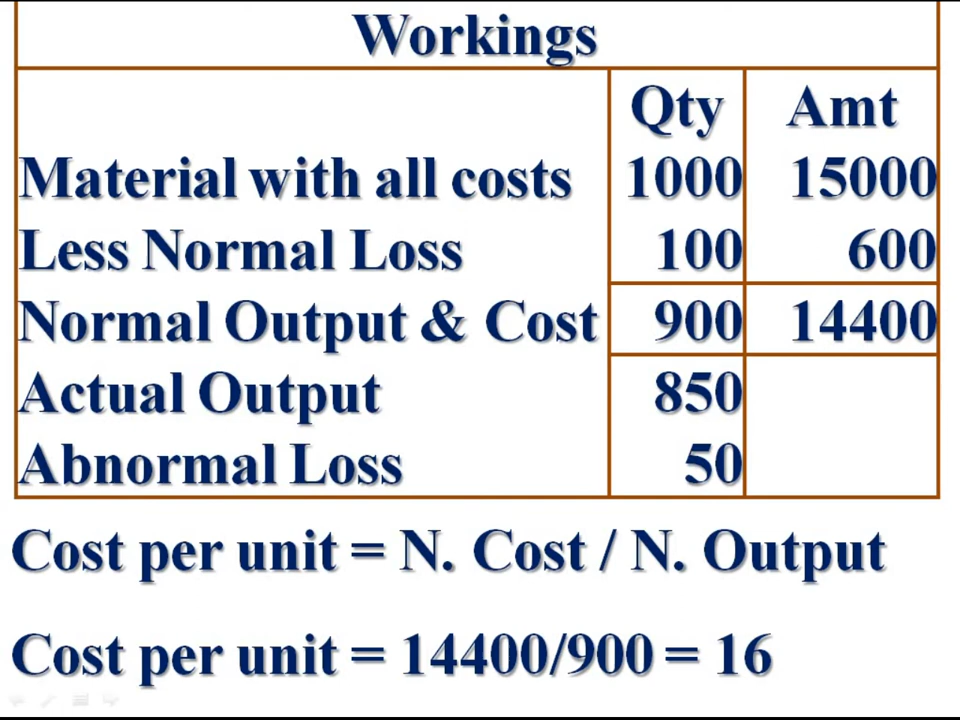 Workings
Qty Amt
Material with all costs 1000 15000
Less Normal Loss 100 600
Normal Output & Cost 900 14400
Actual Output 850
Abnormal Loss 50
Cost per unit = N. Cost / N. Output
Cost per unit = 14400/900 = 16